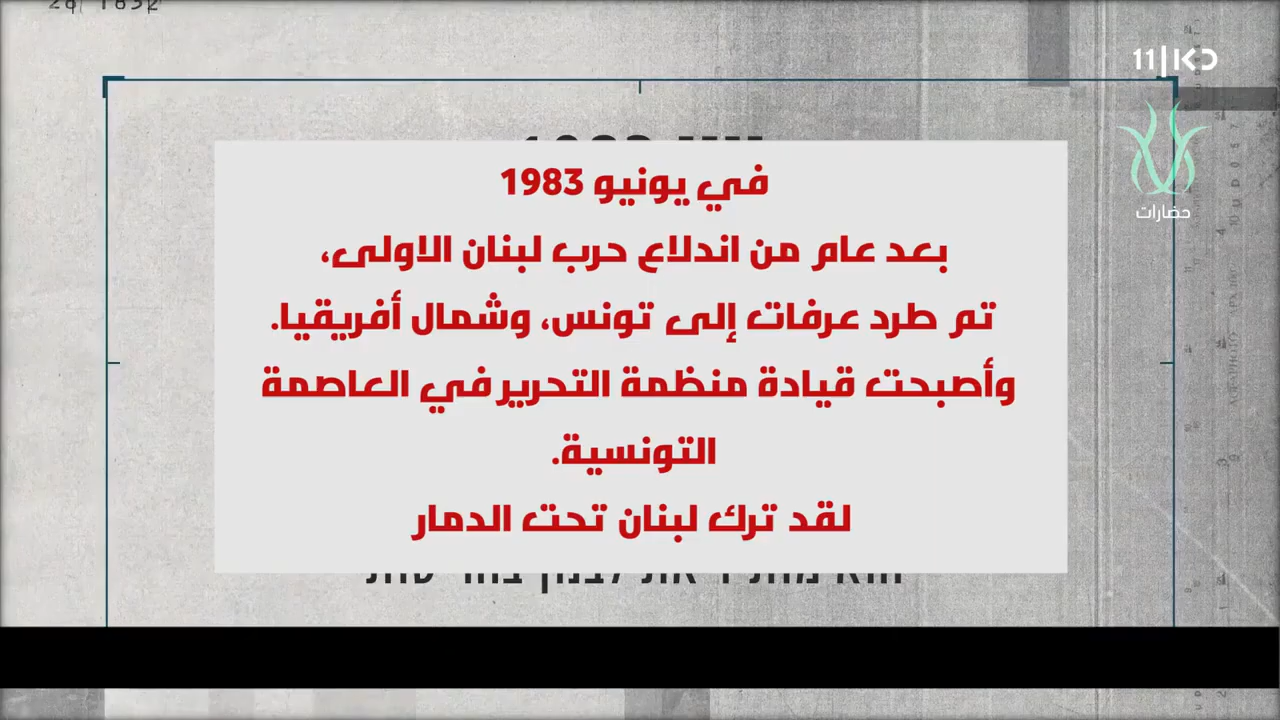 כאן 11
حضارات
في يونيو 1983
بعد عام من اندلاع حرب لبنان الاولى،
تم طرد عرفات إلى تونس، وشمال أفريقيا.
وأصبحت قيادة منظمة التحرير في العاصمة
التونسية.
لقد ترك لبنان تحت الدمار